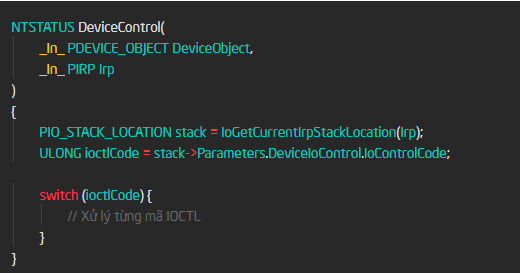 NTSTATUS DeviceControl(
_In_ PDEVICE_OBJECT DeviceObject,
_In_ PIRP Irp
)
{
PIO_STACK_LOCATION stack = IoGetCurrentIrpStackLocation(Irp);
ULONG ioctlCode = stack->Parameters.DeviceIoControl.IoControlCode;
switch (ioctlCode) {
// Xử lý từng mã IOCTL
}
}